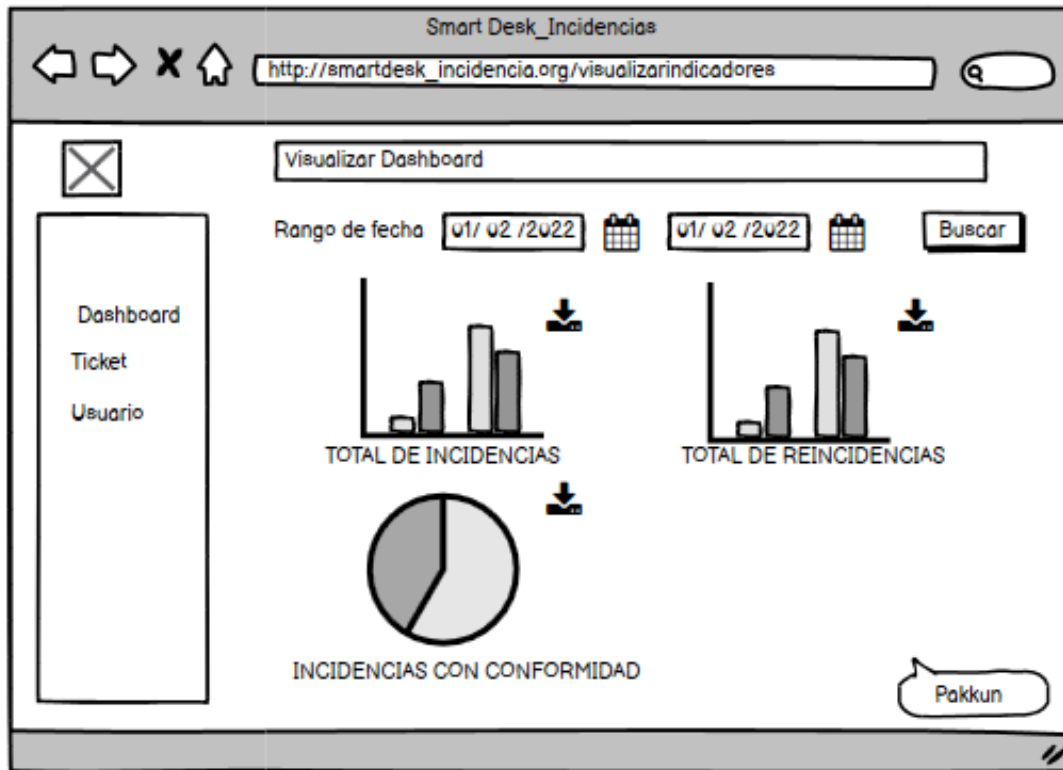 Smart Desk_Incidencias
http://smartdesk_incidencia.org/visualizarindicadores
Visualizar Dashboard
Rango de fecha 01/ 02 /2022 01/ 02 /2022 Buscar
Dashboard
Ticket
Usuario
TOTAL DE INCIDENCIAS
TOTAL DE REINCIDENCIAS
INCIDENCIAS CON CONFORMIDAD
Pakkun